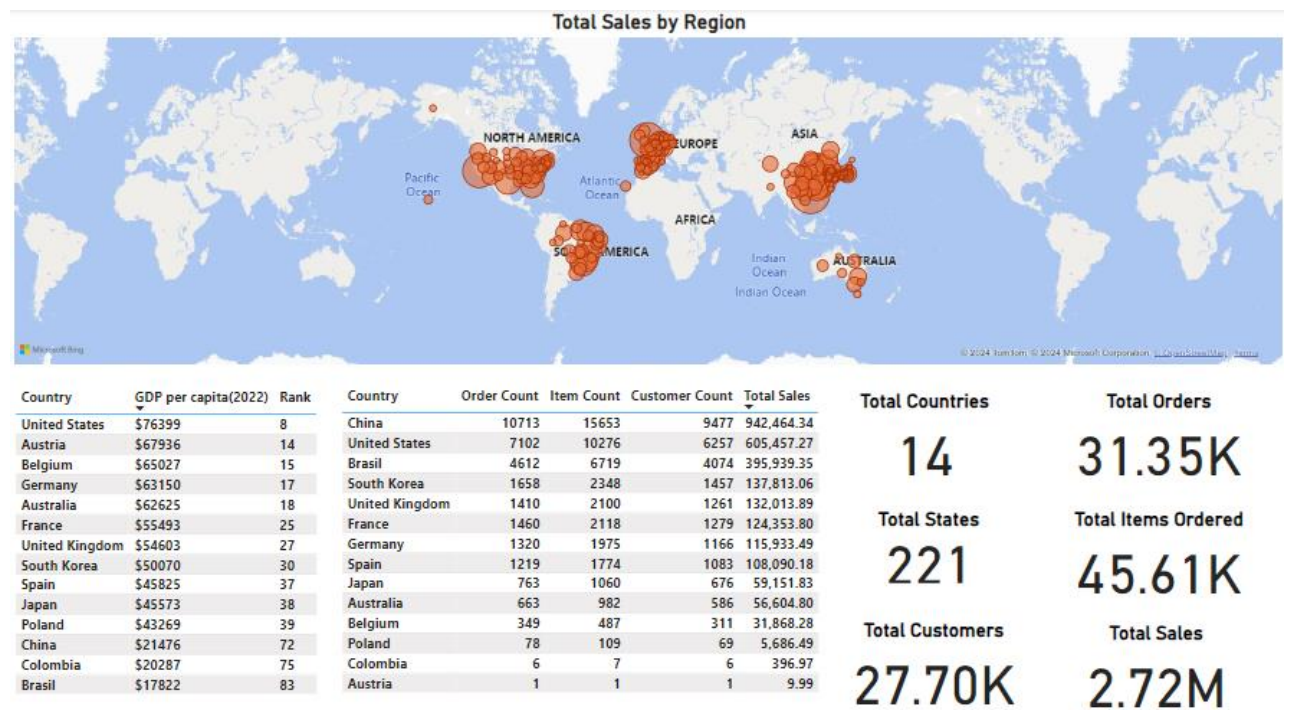 Total Sales by Region
NORTH AMERICA
EUROPE
ASIA
Pacific
Ocean
Atlantic
Ocean
AFRICA
AMERICA
Indian
Ocean
AUSTRALIA
Indian Ocean
Microsoft Bing
© 2024 TomTom, © 2024 Microsoft Corporation, © OpenStreetMap Terms
Country GDP per capita(2022) Rank
United States $76399 8
Austria $67936 14
Belgium $65027 15
Germany $63150 17
Australia $62625 18
France $55493 25
United Kingdom $54603 27
South Korea $50070 30
Spain $45825 37
Japan $45573 38
Poland $43269 39
China $21476 72
Colombia $20287 75
Brasil $17822 83
Country Order Count Item Count Customer Count Total Sales
China 10713 15653 9477 942,464.34
United States 7102 10276 6257 605,457.27
Brasil 4612 6719 4074 395,939.35
South Korea 1658 2348 1457 137,813.06
United Kingdom 1410 2100 1261 132,013.89
France 1460 2118 1279 124,353.80
Germany 1320 1975 1166 115,933.49
Spain 1219 1774 1083 108,090.18
Japan 763 1060 676 59,151.83
Australia 663 982 586 56,604.80
Belgium 349 487 311 31,868.28
Poland 78 109 69 5,686.49
Colombia 6 7 6 396.97
Austria 1 1 1 9.99
Total Countries
14
Total Orders
31.35K
Total States
221
Total Items Ordered
45.61K
Total Customers
27.70K
Total Sales
2.72M